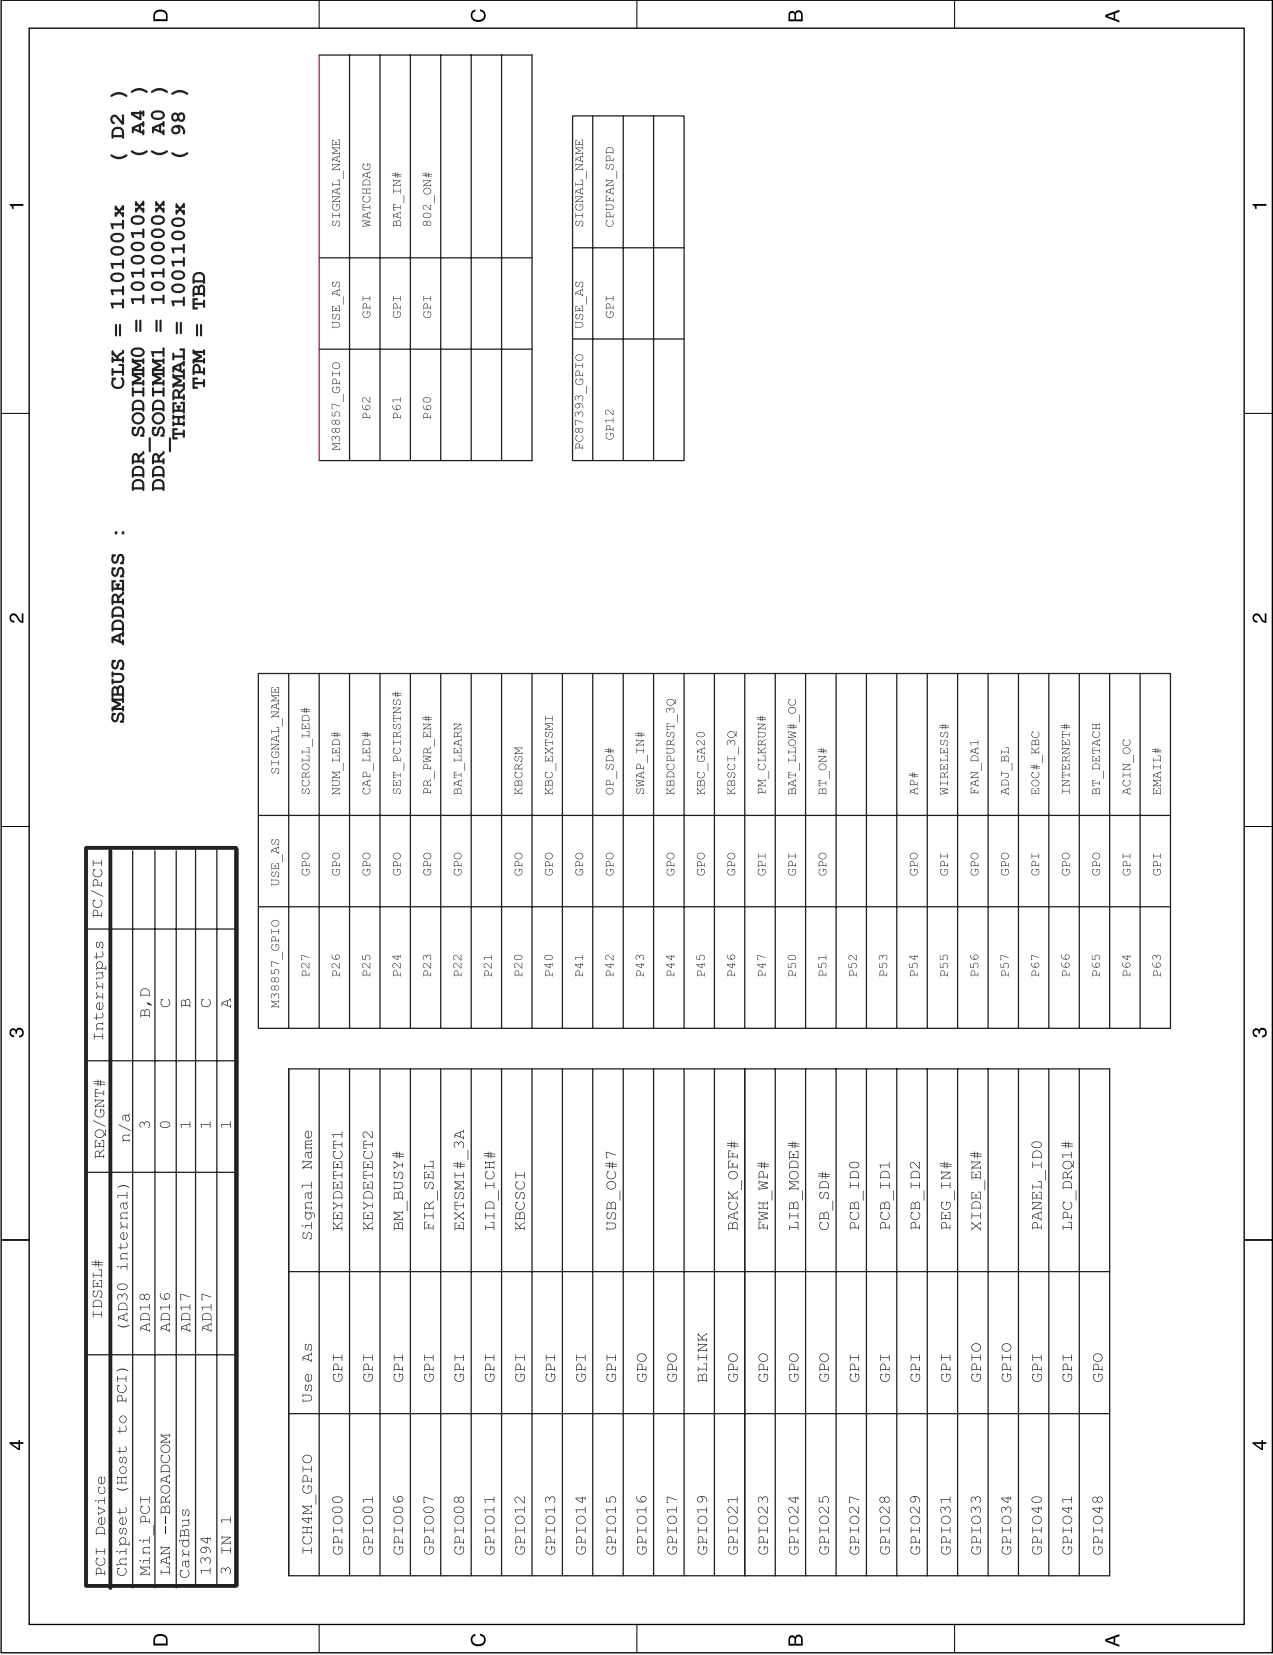 4 3 2 1
D
C
B
A
PCI Device IDSEL# REQ/GNT# Interrupts PC/PCI
Chipset (Host to PCI) (AD30 internal) n/a
Mini_PCI AD18 3 B,D
LAN --BROADCOM AD16 0 C
CardBus AD17 1 B
1394 AD17 1 C
3 IN 1 1 A
SMBUS ADDRESS :
CLK = 1101001x ( D2 )
DDR_SODIMM0 = 1010010x ( A4 )
DDR_SODIMM1 = 1010000x ( A0 )
THERMAL = 1001100x ( 98 )
TPM = TBD
ICH4M_GPIO Use As Signal Name
GPIO00 GPI KEYDETECT1
GPIO01 GPI KEYDETECT2
GPIO06 GPI BM_BUSY#
GPIO07 GPI FIR_SEL
GPIO08 GPI EXTSMI#_3A
GPIO11 GPI LID_ICH#
GPIO12 GPI KBCSCI
GPIO13 GPI
GPIO14 GPI
GPIO15 GPI USB_OC#7
GPIO16 GPO
GPIO17 GPO
GPIO19 BLINK
GPIO21 GPO BACK_OFF#
GPIO23 GPO FWH_WP#
GPIO24 GPO LIB_MODE#
GPIO25 GPO CB_SD#
GPIO27 GPI PCB_ID0
GPIO28 GPI PCB_ID1
GPIO29 GPI PCB_ID2
GPIO31 GPI PEG_IN#
GPIO33 GPIO XIDE_EN#
GPIO34 GPIO
GPIO40 GPI PANEL_ID0
GPIO41 GPI LPC_DRQ1#
GPIO48 GPO
M38857_GPIO USE_AS SIGNAL_NAME
P27 GPO SCROLL_LED#
P26 GPO NUM_LED#
P25 GPO CAP_LED#
P24 GPO SET_PCIRSTNS#
P23 GPO PR_PWR_EN#
P22 GPO BAT_LEARN
P21
P20 GPO KBCRSM
P40 GPO KBC_EXTSMI
P41 GPO
P42 GPO OP_SD#
P43 SWAP_IN#
P44 GPO KBDCPURST_3Q
P45 GPO KBC_GA20
P46 GPO KBSCI_3Q
P47 GPI PM_CLKRUN#
P50 GPI BAT_LLOW#_OC
P51 GPO BT_ON#
P52
P53
P54 GPO AP#
P55 GPI WIRELESS#
P56 GPO FAN_DA1
P57 GPO ADJ_BL
P67 GPI EOC#_KBC
P66 GPO INTERNET#
P65 GPO BT_DETACH
P64 GPI ACIN_OC
P63 GPI EMAIL#
M38857_GPIO USE_AS SIGNAL_NAME
P62 GPI WATCHDAG
P61 GPI BAT_IN#
P60 GPI 802_ON#
PC87393_GPIO USE_AS SIGNAL_NAME
GP12 GPI CPUFAN_SPD
D
C
B
A
4 3 2 1